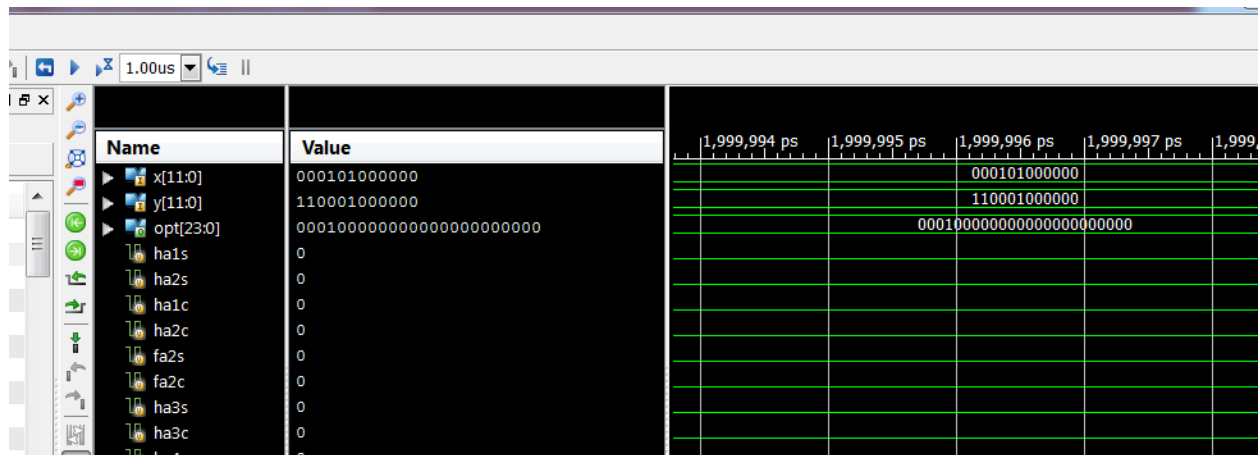 1.00us
Name Value 1,999,994 ps 1,999,995 ps 1,999,996 ps 1,999,997 ps 1,999,
x[11:0] 000101000000 000101000000
y[11:0] 110001000000 110001000000
opt[23:0] 000100000000000000000000 000100000000000000000000
ha1s 0
ha2s 0
ha1c 0
ha2c 0
fa2s 0
fa2c 0
ha3s 0
ha3c 0